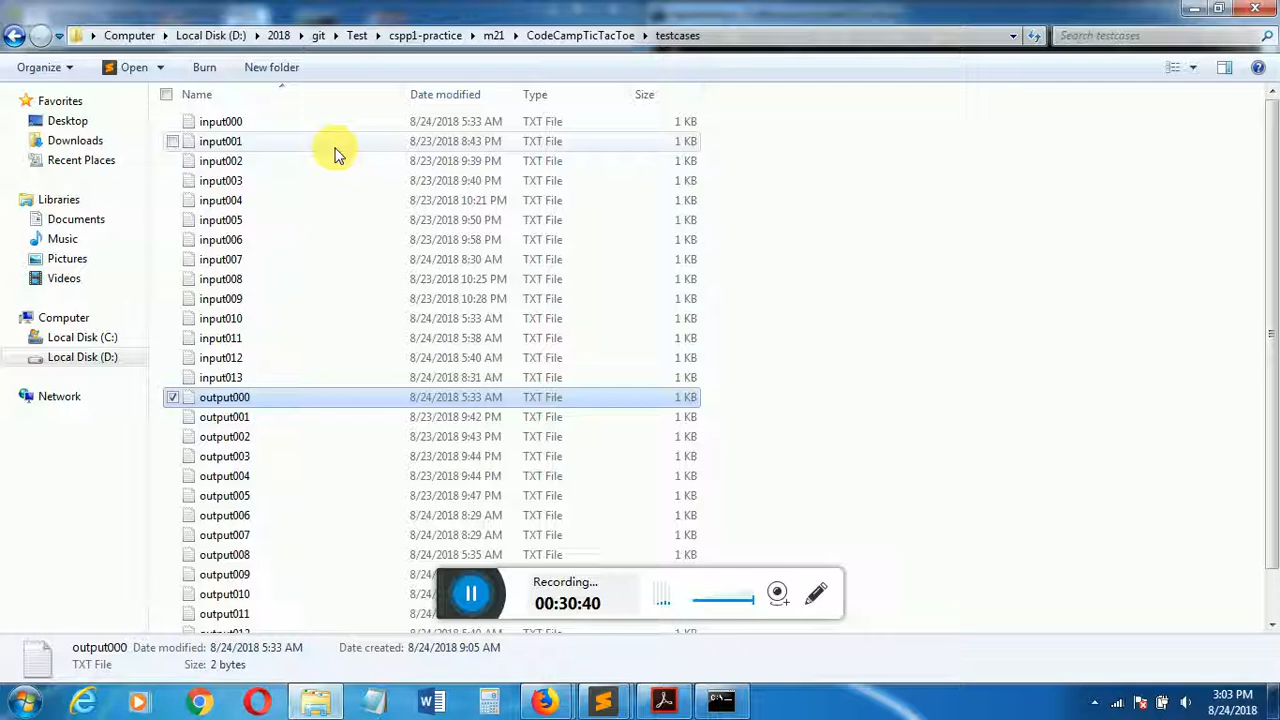 Computer Local Disk (D:) 2018 git Test cspp1-practice m21 CodeCampTicTacToe testcases Search testcases
Organize Open Burn New folder
Name Date modified Type Size
Favorites
Desktop
Downloads
Recent Places
Libraries
Documents
Music
Pictures
Videos
Computer
Local Disk (C:)
Local Disk (D:)
Network
input000 8/24/2018 5:33 AM TXT File 1 KB
input001 8/23/2018 8:43 PM TXT File 1 KB
input002 8/23/2018 9:39 PM TXT File 1 KB
input003 8/23/2018 9:40 PM TXT File 1 KB
input004 8/23/2018 10:21 PM TXT File 1 KB
input005 8/23/2018 9:50 PM TXT File 1 KB
input006 8/23/2018 9:58 PM TXT File 1 KB
input007 8/24/2018 8:30 AM TXT File 1 KB
input008 8/23/2018 10:25 PM TXT File 1 KB
input009 8/23/2018 10:28 PM TXT File 1 KB
input010 8/24/2018 5:33 AM TXT File 1 KB
input011 8/24/2018 5:38 AM TXT File 1 KB
input012 8/24/2018 5:40 AM TXT File 1 KB
input013 8/24/2018 8:31 AM TXT File 1 KB
output000 8/24/2018 5:33 AM TXT File 1 KB
output001 8/23/2018 9:42 PM TXT File 1 KB
output002 8/23/2018 9:43 PM TXT File 1 KB
output003 8/23/2018 9:44 PM TXT File 1 KB
output004 8/23/2018 9:44 PM TXT File 1 KB
output005 8/23/2018 9:47 PM TXT File 1 KB
output006 8/24/2018 8:29 AM TXT File 1 KB
output007 8/24/2018 8:29 AM TXT File 1 KB
output008 8/24/2018 5:35 AM TXT File 1 KB
output009
output010
output011
Recording...
00:30:40
output000 Date modified: 8/24/2018 5:33 AM Date created: 8/24/2018 9:05 AM
TXT File Size: 2 bytes
3:03 PM
8/24/2018